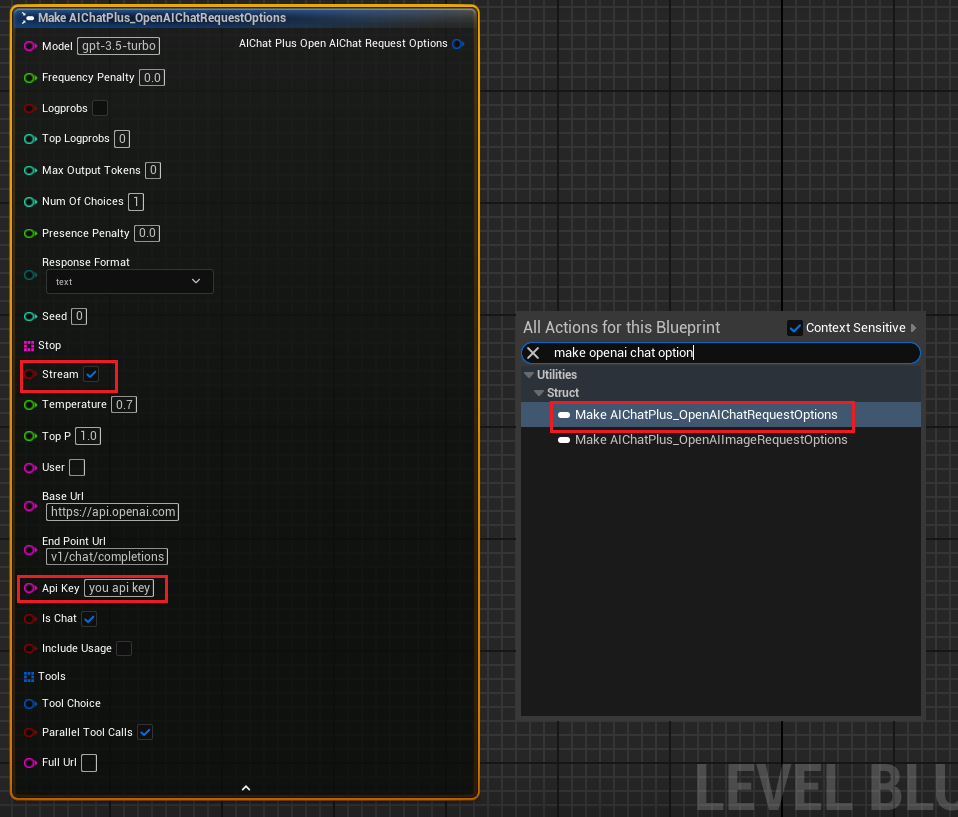 Make AIChatPlus_OpenAIChatRequestOptions
Model gpt-3.5-turbo
AIChat Plus Open AIChat Request Options
Frequency Penalty 0.0
Logprobs
Top Logprobs 0
Max Output Tokens 0
Num Of Choices 1
Presence Penalty 0.0
Response Format
text
Seed 0
Stop
Stream
Temperature 0.7
Top P 1.0
User
Base Url
https://api.openai.com
End Point Url
v1/chat/completions
Api Key you api key
Is Chat
Include Usage
Tools
Tool Choice
Parallel Tool Calls
Full Url
All Actions for this Blueprint Context Sensitive
make openai chat option
Utilities
Struct
Make AIChatPlus_OpenAIChatRequestOptions
Make AIChatPlus_OpenAIImageRequestOptions
LEVEL BLU